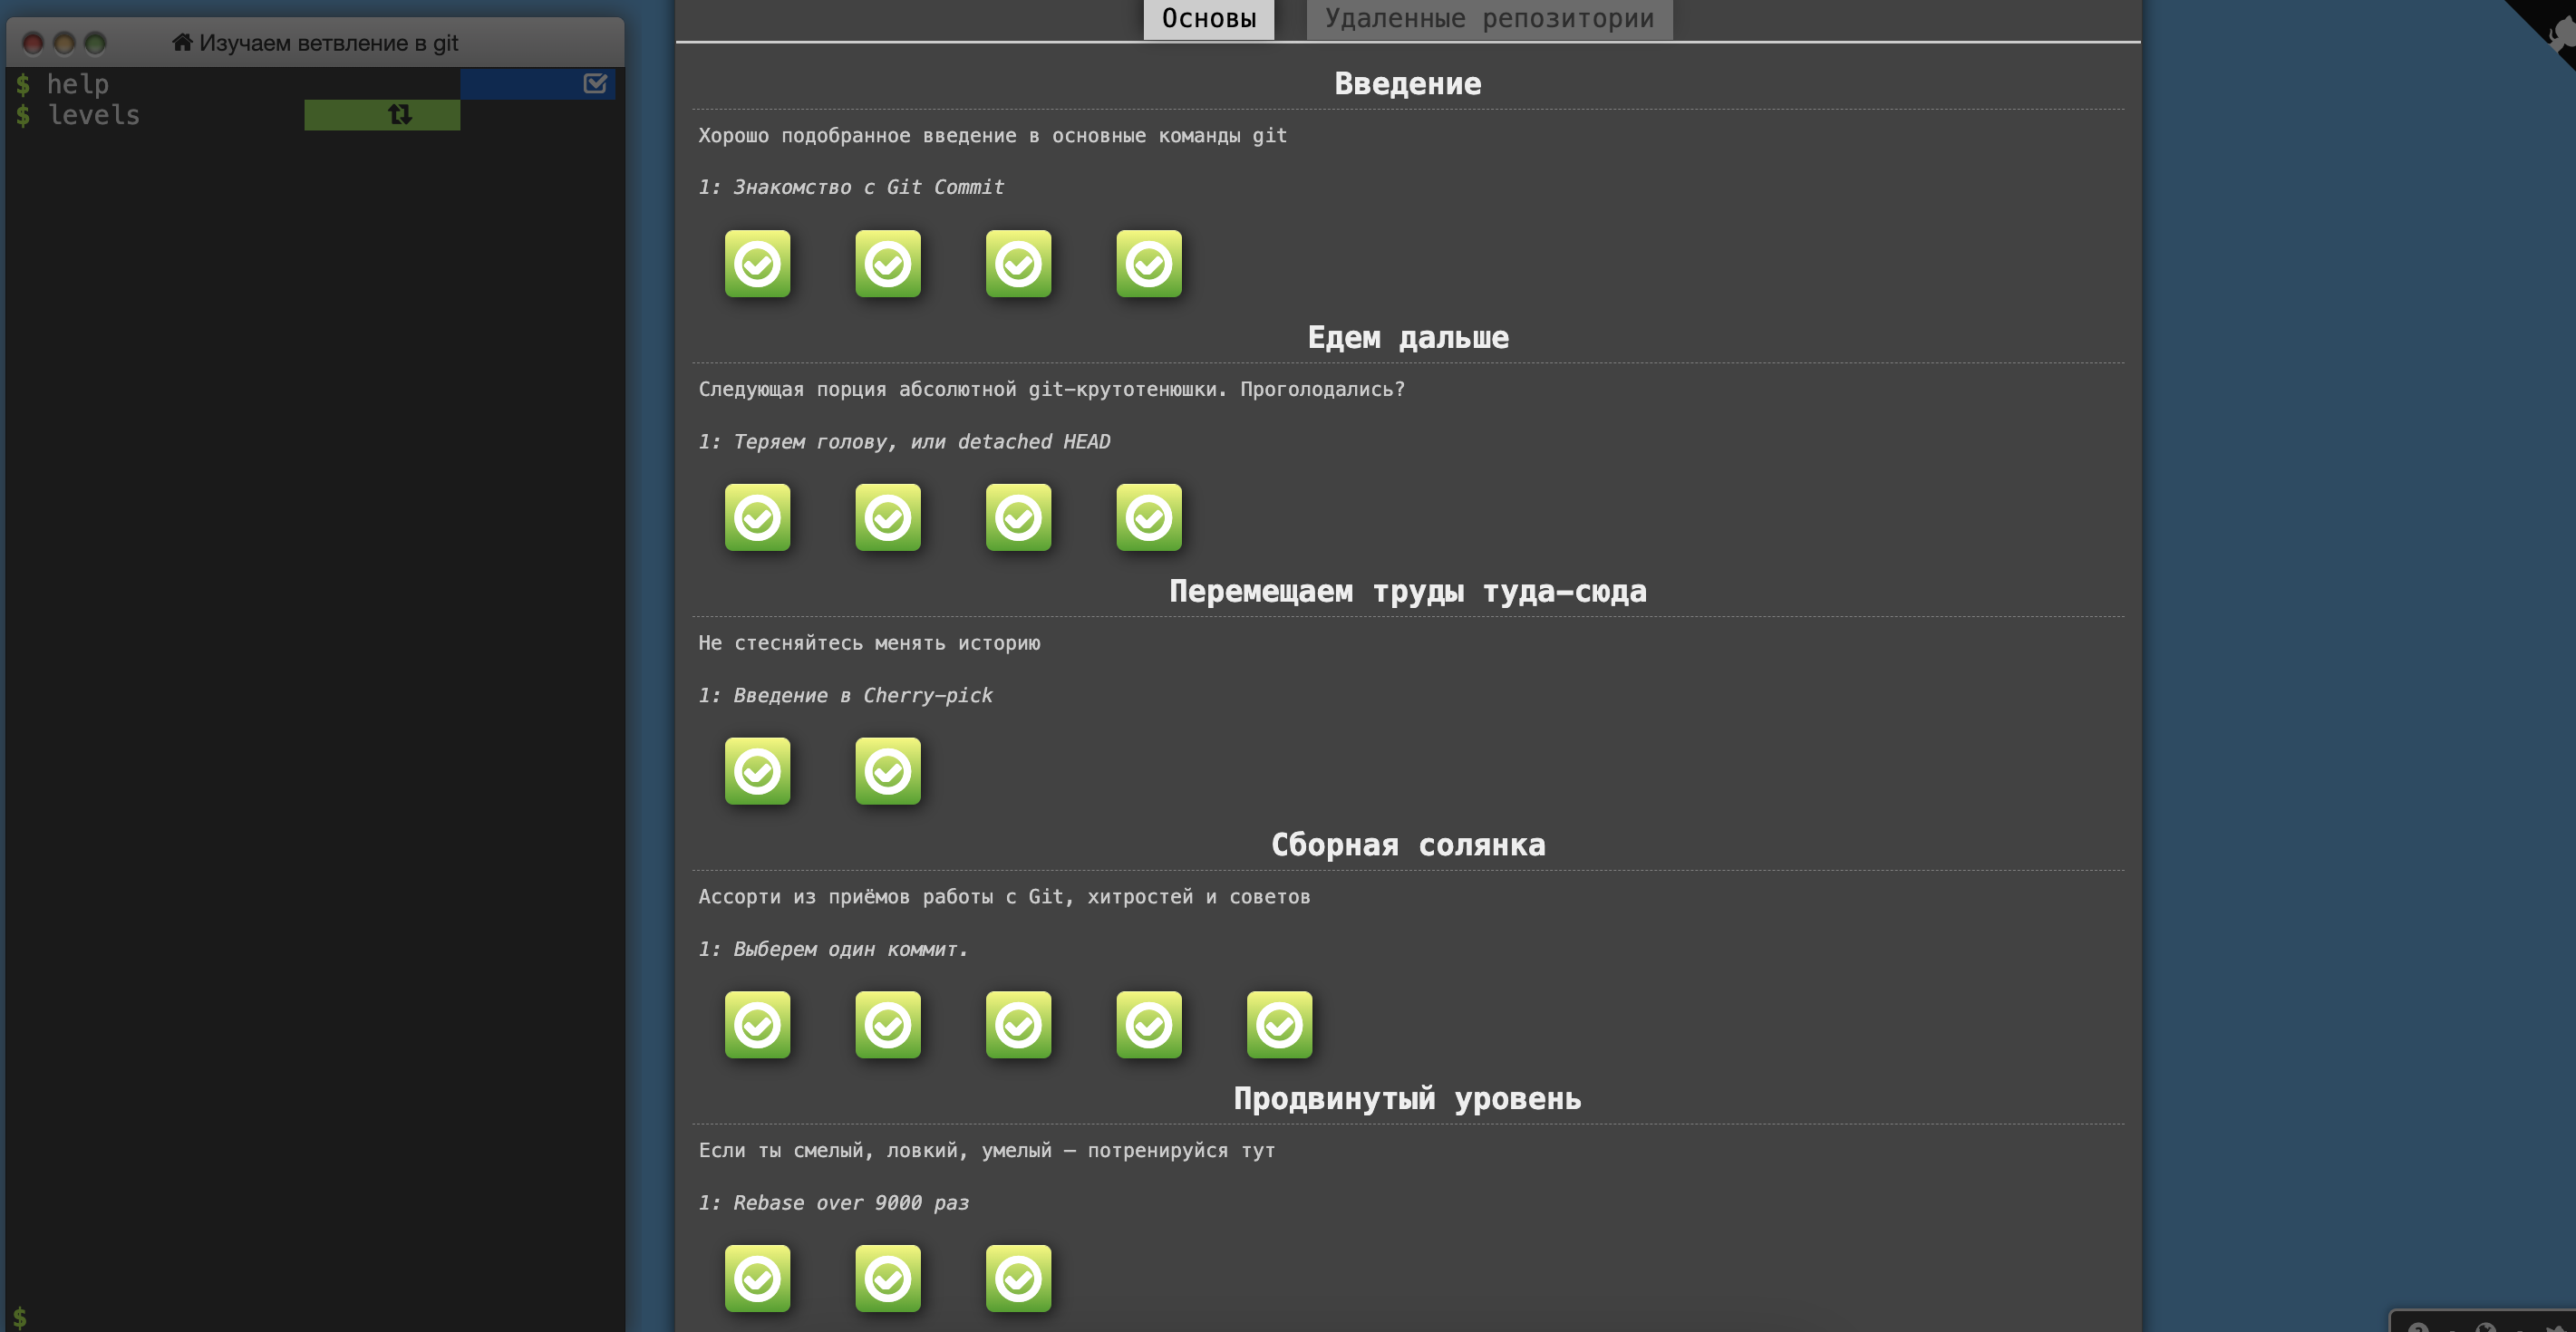 Изучаем ветвление в git
$ help
$ levels
$
Основы
Удаленные репозитории
Введение
Хорошо подобранное введение в основные команды git
1: Знакомство с Git Commit
Едем дальше
Следующая порция абсолютной git-крутотенюшки. Проголодались?
1: Теряем голову, или detached HEAD
Перемещаем труды туда-сюда
Не стесняйтесь менять историю
1: Введение в Cherry-pick
Сборная солянка
Ассорти из приёмов работы с Git, хитростей и советов
1: Выберем один коммит.
Продвинутый уровень
Если ты смелый, ловкий, умелый — потренируйся тут
1: Rebase over 9000 раз